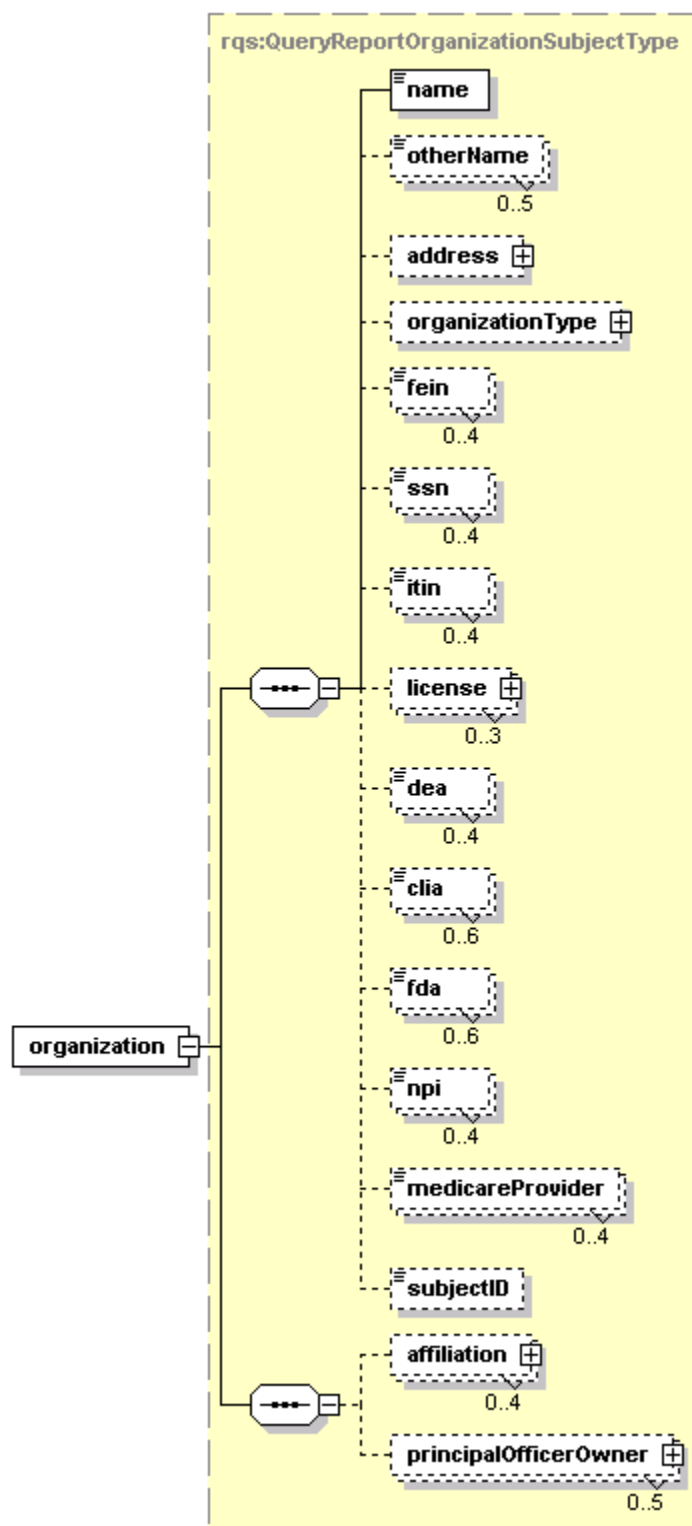 rqs:QueryReportOrganizationSubjectType
name
otherName
0..5
address
organizationType
fein
0..4
ssn
0..4
itin
0..4
license
0..3
dea
0..4
clia
0..6
fda
0..6
organization
npi
0..4
medicareProvider
0..4
subjectID
affiliation
0..4
principalOfficerOwner
0..5